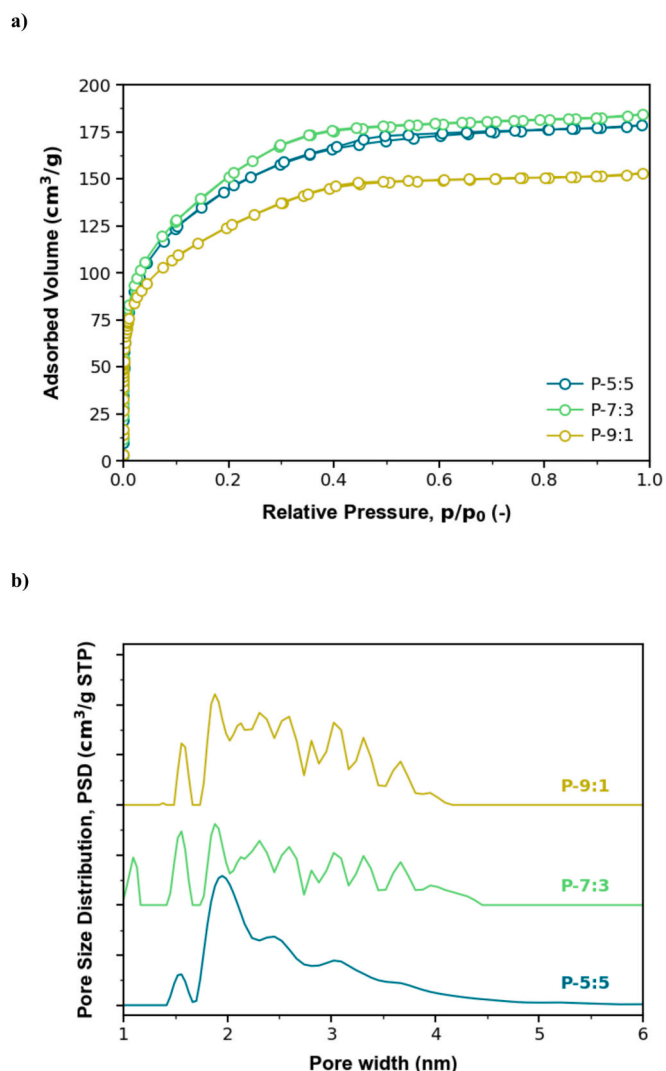 a)
200
175
150
125
100
75
50
25
0
Adsorbed Volume (cm³/g)
P-5:5
P-7:3
P-9:1
0.0 0.2 0.4 0.6 0.8 1.0
Relative Pressure, p/p₀ (-)
b)
Pore Size Distribution, PSD (cm³/g STP)
P-9:1
P-7:3
P-5:5
1 2 3 4 5 6
Pore width (nm)